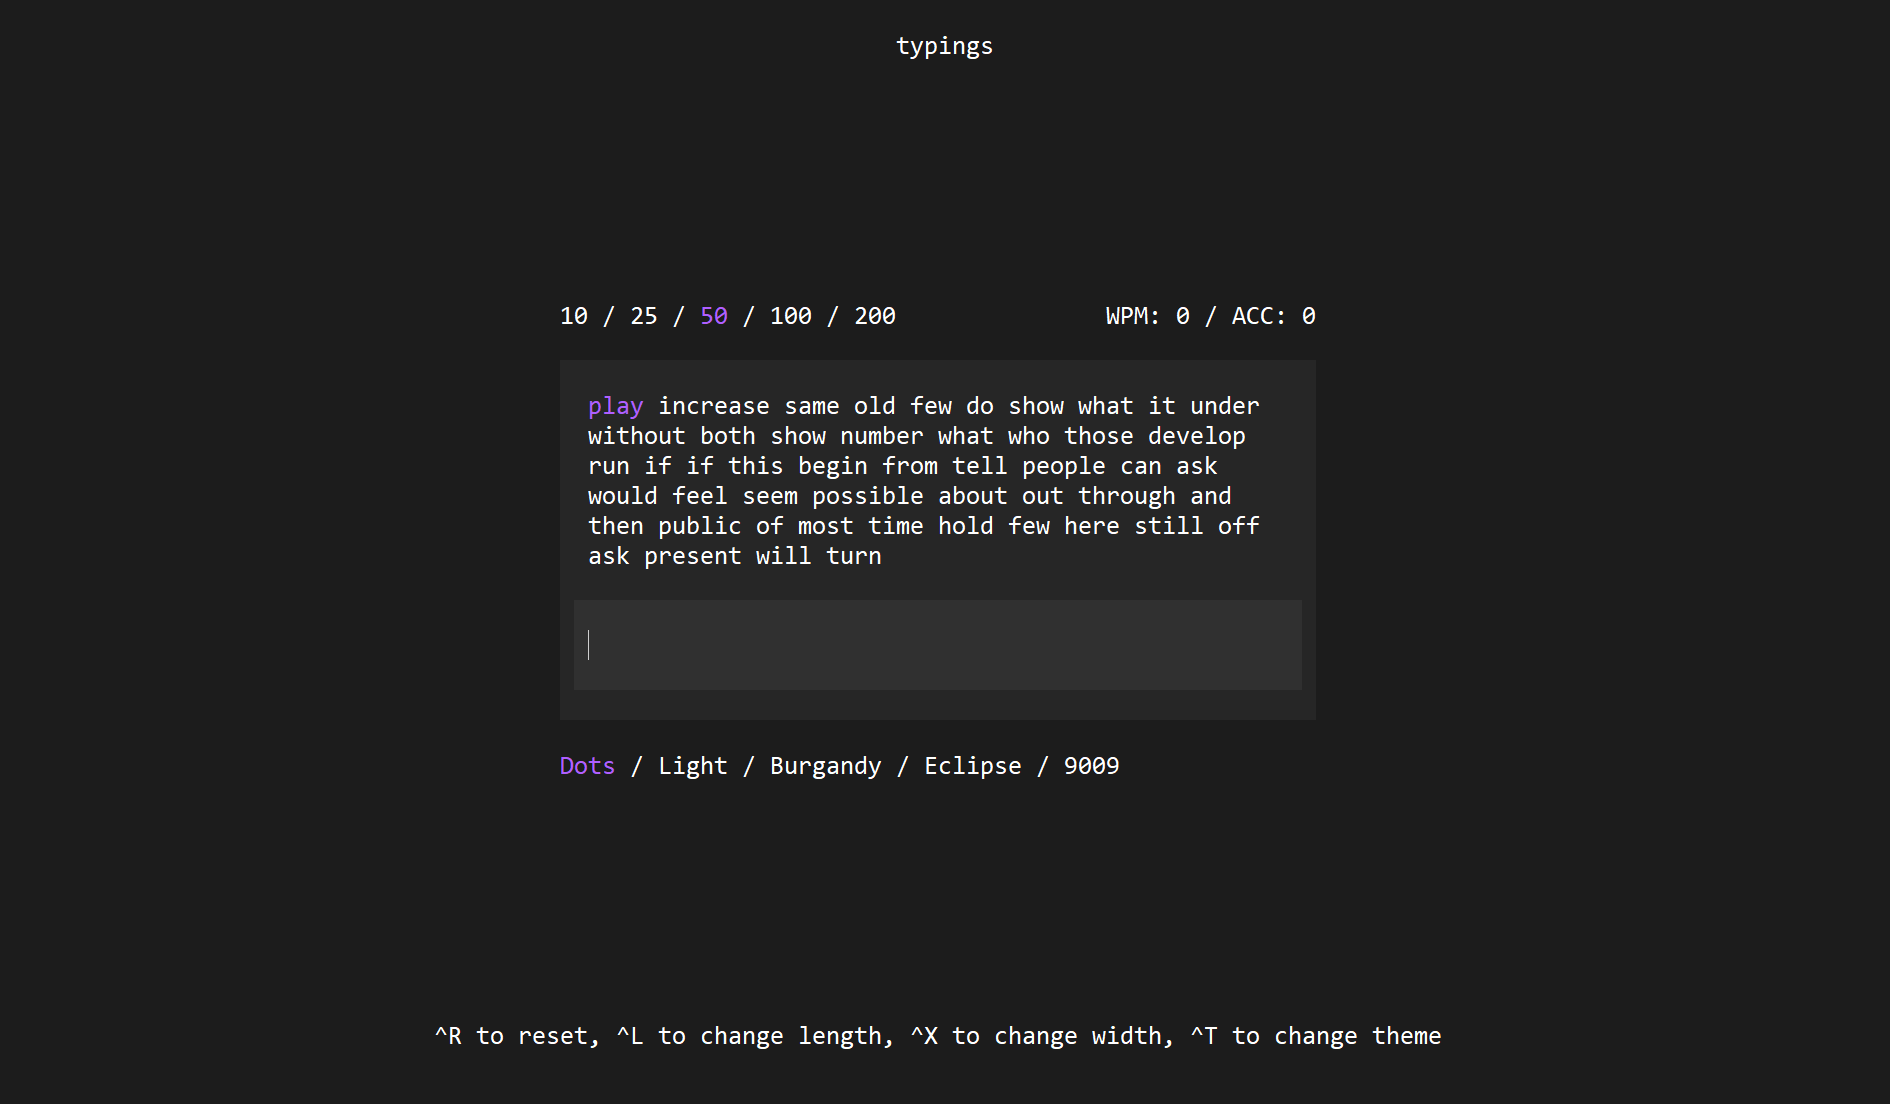 typings
10 / 25 / 50 / 100 / 200
WPM: 0 / ACC: 0
play increase same old few do show what it under
without both show number what who those develop
run if if this begin from tell people can ask
would feel seem possible about out through and
then public of most time hold few here still off
ask present will turn
Dots / Light / Burgandy / Eclipse / 9009
^R to reset, ^L to change length, ^X to change width, ^T to change theme